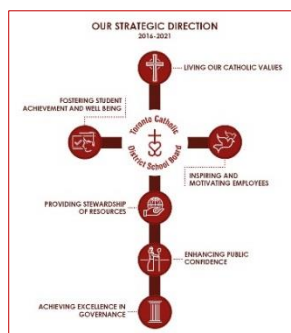 OUR STRATEGIC DIRECTION
2016-2021
LIVING OUR CATHOLIC VALUES
FOSTERING STUDENT
ACHIEVEMENT AND WELL BEING
Toronto Catholic
District School Board
INSPIRING AND
MOTIVATING EMPLOYEES
PROVIDING STEWARDSHIP
OF RESOURCES
ENHANCING PUBLIC
CONFIDENCE
ACHIEVING EXCELLENCE IN
GOVERNANCE